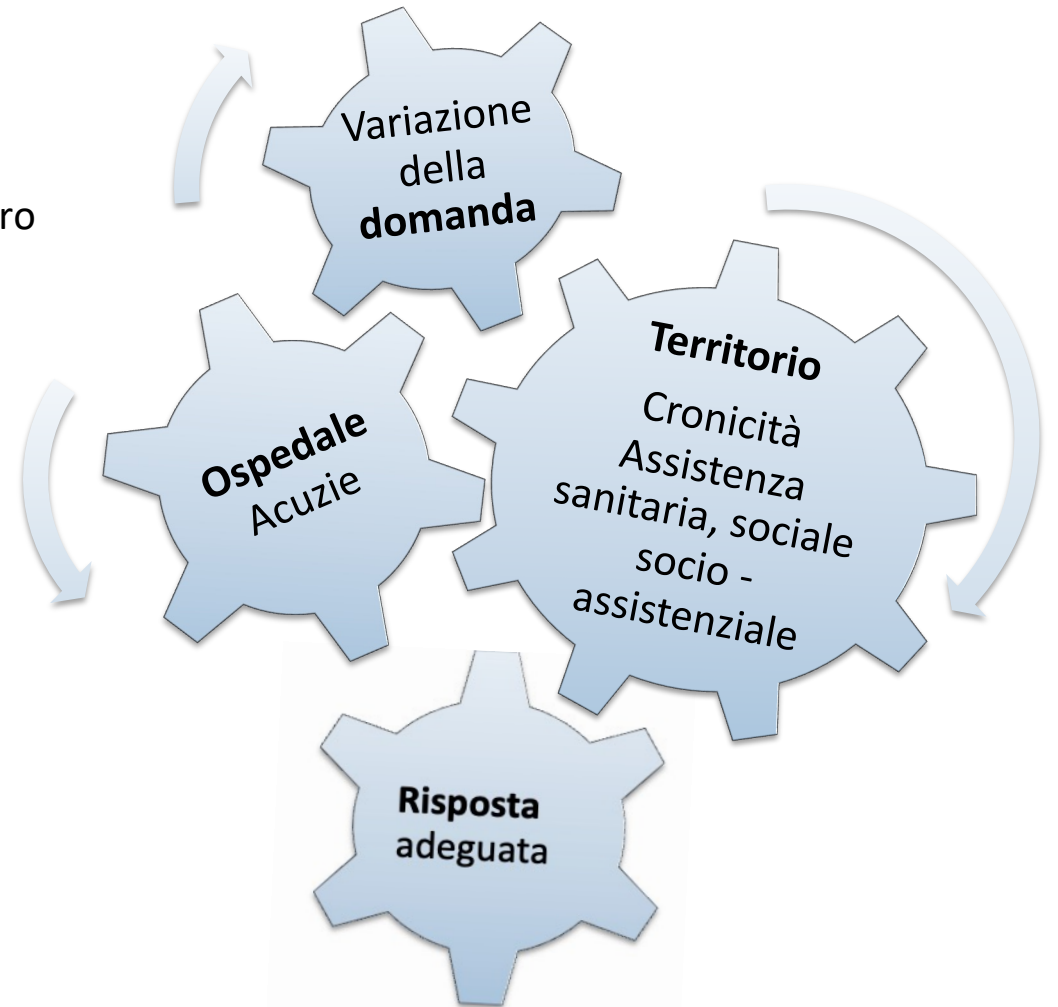 Variazione
della
domanda
ro
Territorio
Cronicità
Assistenza
sanitaria, sociale
socio -
assistenziale
Ospedale
Acuzie
Risposta
adeguata